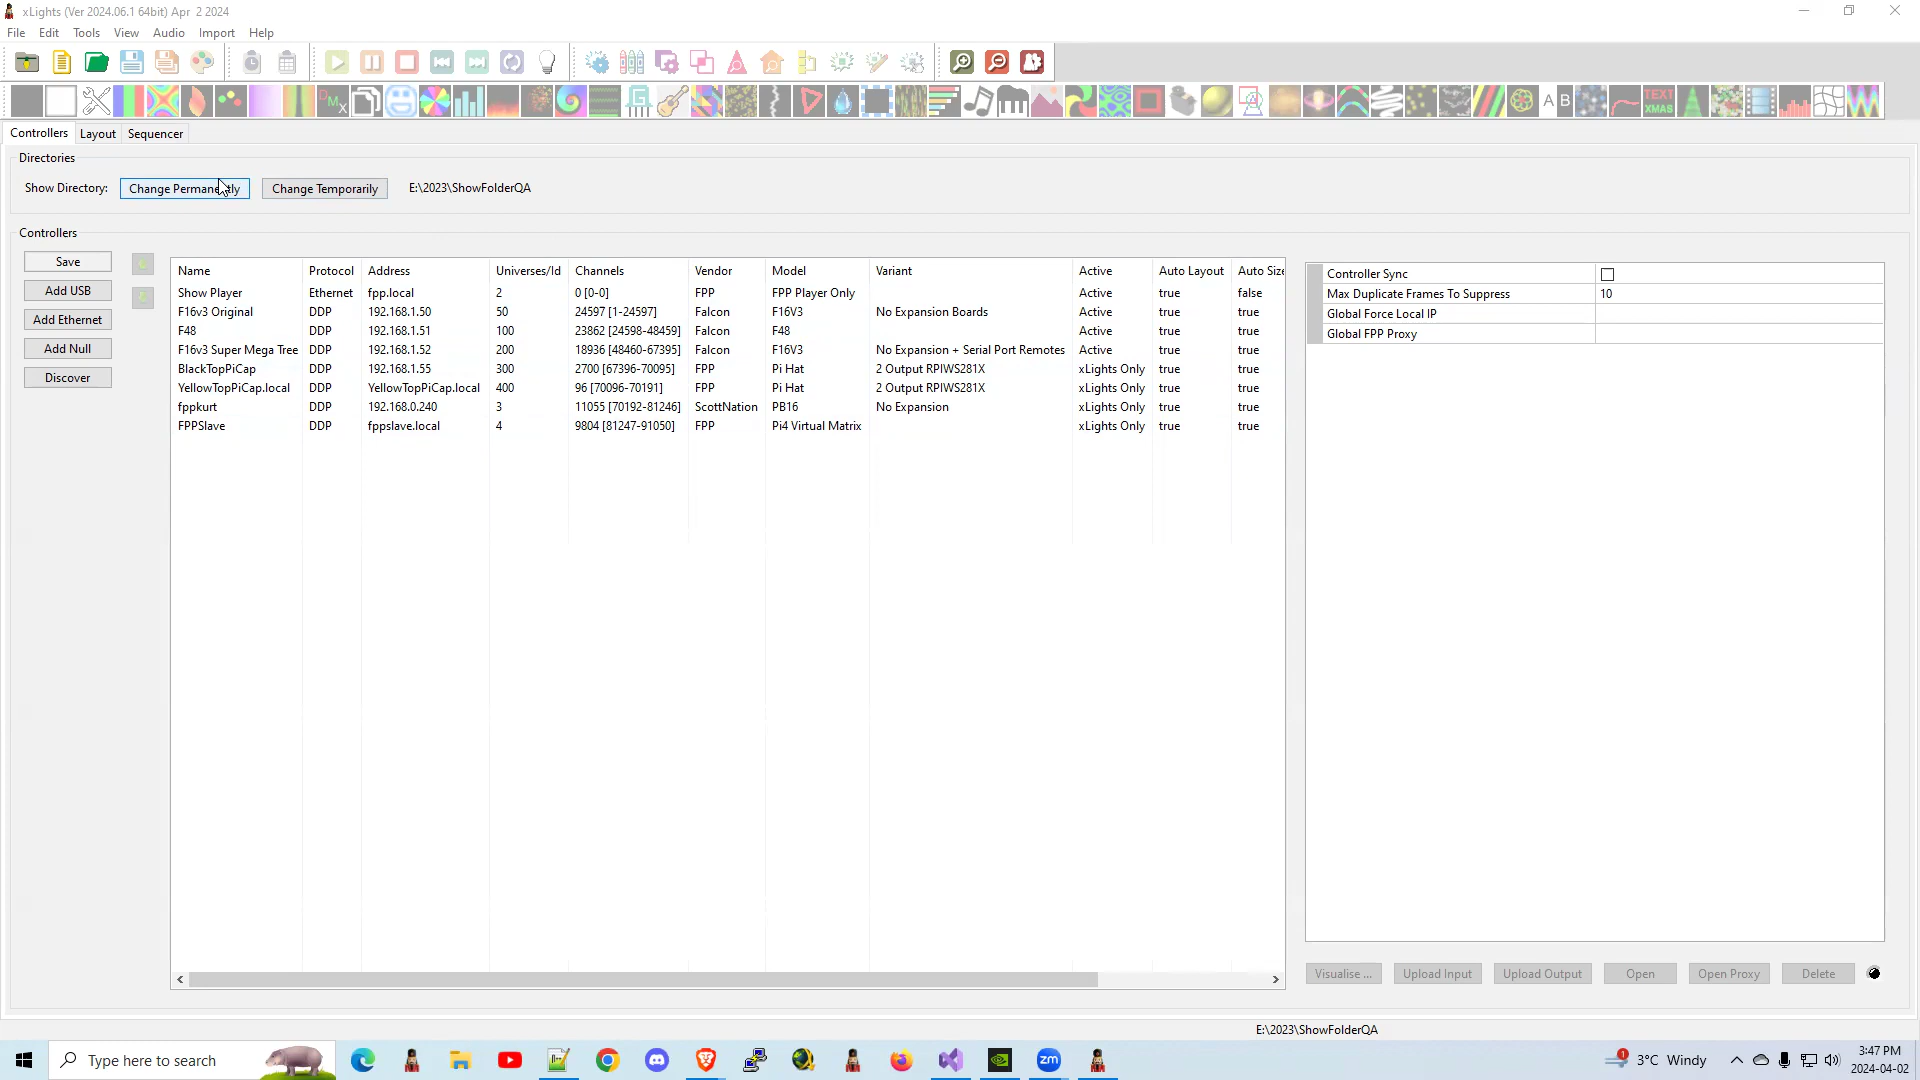 xLights (Ver 2024.06.1 64bit) Apr 2 2024
File Edit Tools View Audio Import Help
DMX
A B
TEXT XMAS
Controllers Layout Sequencer
Directories
Show Directory: Change Permanently Change Temporarily E:\2023\ShowFolderQA
Controllers
Save
Add USB
Add Ethernet
Add Null
Discover
Name Protocol Address Universes/Id Channels Vendor Model Variant Active Auto Layout Auto Size
Show Player Ethernet fpp.local 2 0 [0-0] FPP FPP Player Only Active true false
F16v3 Original DDP 192.168.1.50 50 24597 [1-24597] Falcon F16V3 No Expansion Boards Active true true
F48 DDP 192.168.1.51 100 23862 [24598-48459] Falcon F48 Active true true
F16v3 Super Mega Tree DDP 192.168.1.52 200 18936 [48460-67395] Falcon F16V3 No Expansion + Serial Port Remotes Active true true
BlackTopPiCap DDP 192.168.1.55 300 2700 [67396-70095] FPP Pi Hat 2 Output RPIWS281X xLights Only true true
YellowTopPiCap.local DDP YellowTopPiCap.local 400 96 [70096-70191] FPP Pi Hat 2 Output RPIWS281X xLights Only true true
fppkurt DDP 192.168.0.240 3 11055 [70192-81246] ScottNation PB16 No Expansion xLights Only true true
FPPSlave DDP fppslave.local 4 9804 [81247-91050] FPP Pi4 Virtual Matrix xLights Only true true
Controller Sync
Max Duplicate Frames To Suppress 10
Global Force Local IP
Global FPP Proxy
Visualise ... Upload Input Upload Output Open Open Proxy Delete
E:\2023\ShowFolderQA
Type here to search
zm
1
3°C Windy
3:47 PM
2024-04-02